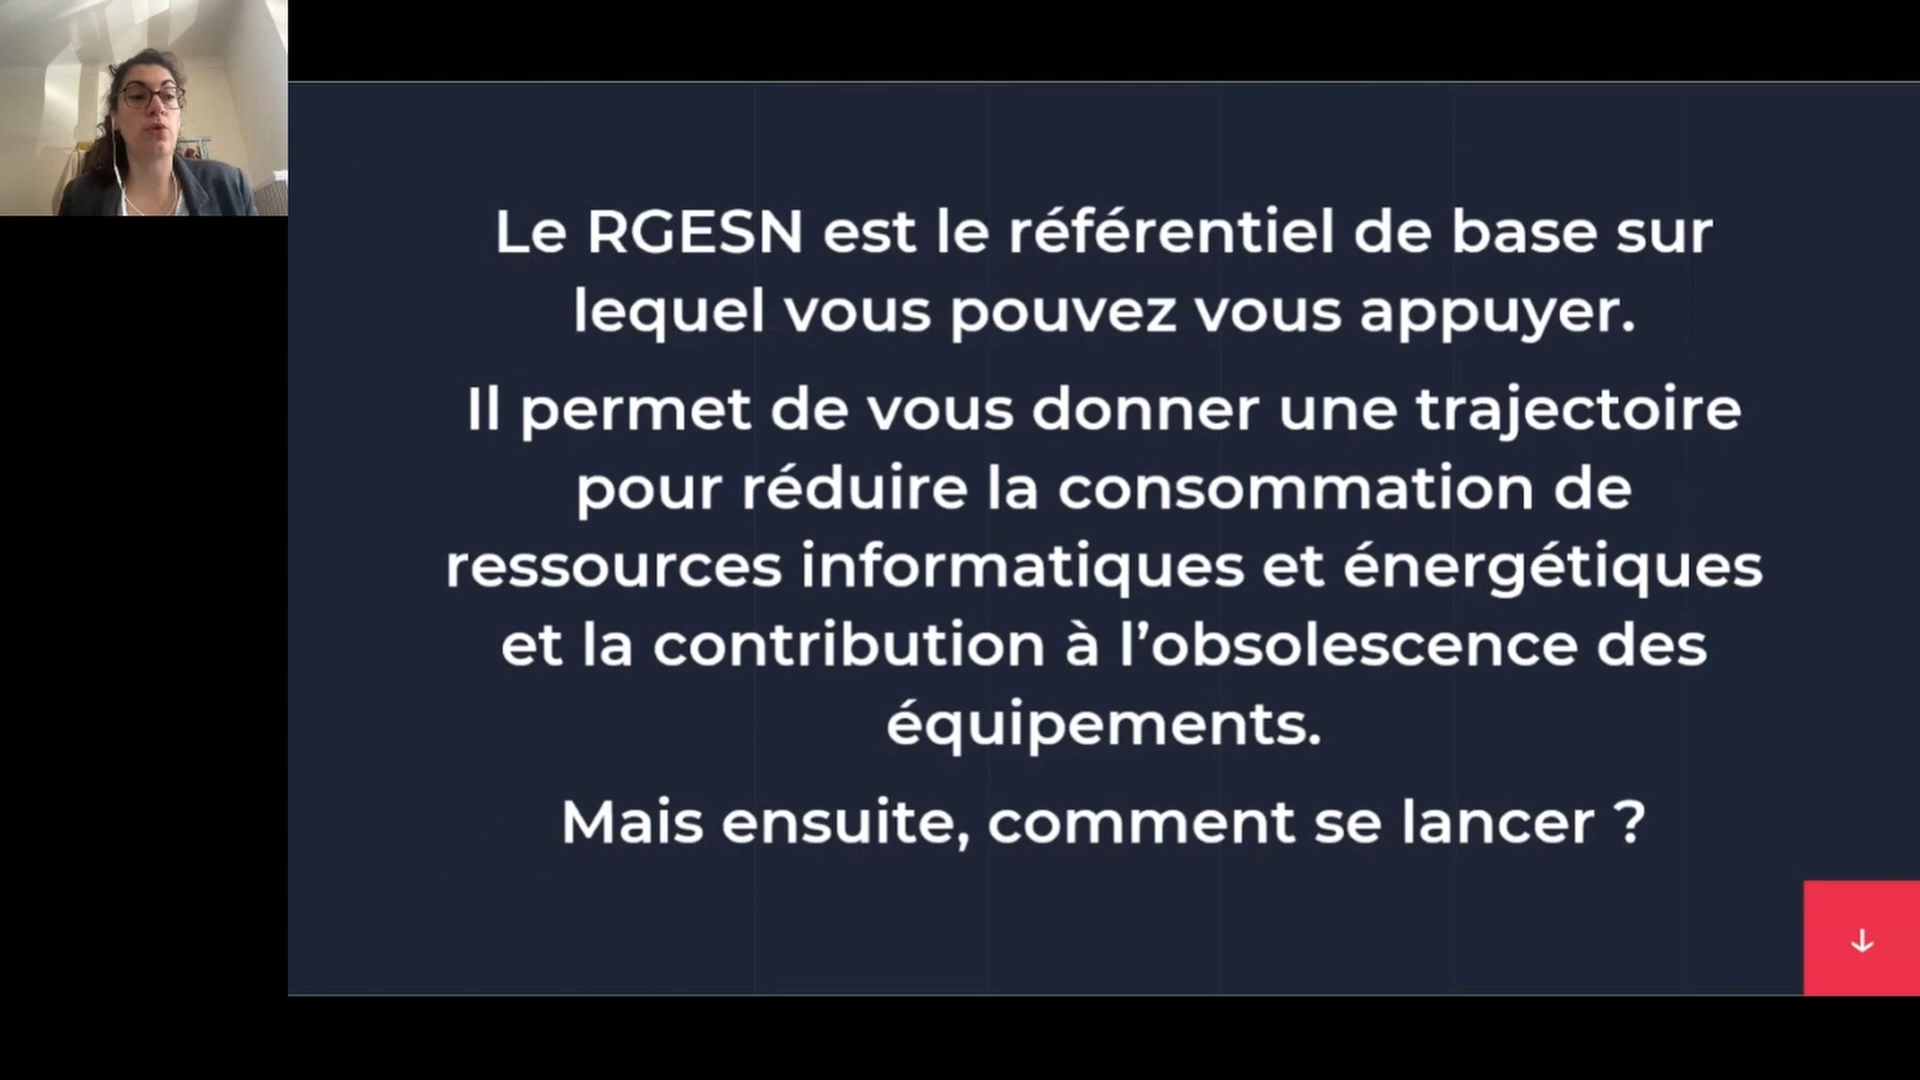 Le RGESN est le référentiel de base sur
lequel vous pouvez vous appuyer.
Il permet de vous donner une trajectoire
pour réduire la consommation de
ressources informatiques et énergétiques
et la contribution à l’obsolescence des
équipements.
Mais ensuite, comment se lancer ?